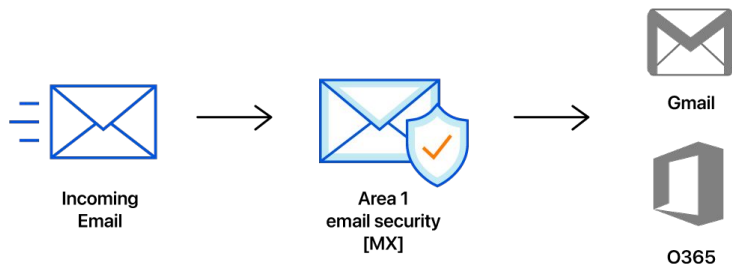 Incoming
Email
Area 1
email security
[MX]
Gmail
O365